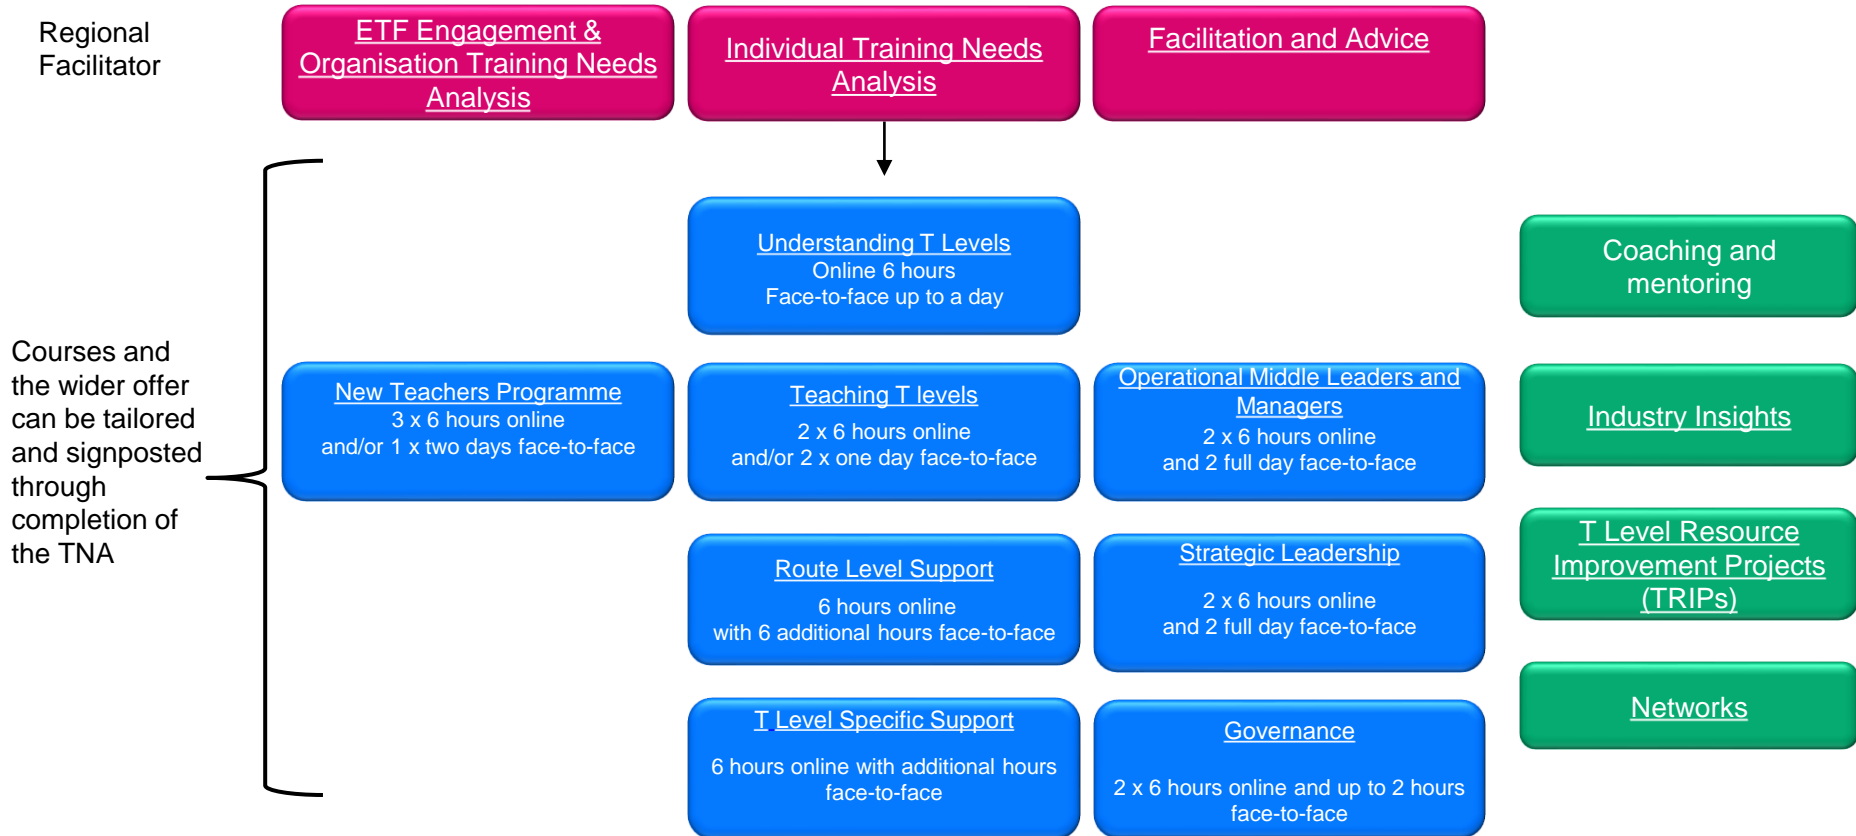 Regional
Facilitator
ETF Engagement &
Organisation Training Needs
Analysis
Individual Training Needs
Analysis
Facilitation and Advice
Understanding T Levels
Online 6 hours
Face-to-face up to a day
Coaching and
mentoring
Courses and
the wider offer
can be tailored
and signposted
through
completion of
the TNA
New Teachers Programme
3 x 6 hours online
and/or 1 x two days face-to-face
Teaching T levels
2 x 6 hours online
and/or 2 x one day face-to-face
Operational Middle Leaders and
Managers
2 x 6 hours online
and 2 full day face-to-face
Industry Insights
Route Level Support
6 hours online
with 6 additional hours face-to-face
Strategic Leadership
2 x 6 hours online
and 2 full day face-to-face
T Level Resource
Improvement Projects
(TRIPs)
T Level Specific Support
6 hours online with additional hours
face-to-face
Governance
2 x 6 hours online and up to 2 hours
face-to-face
Networks